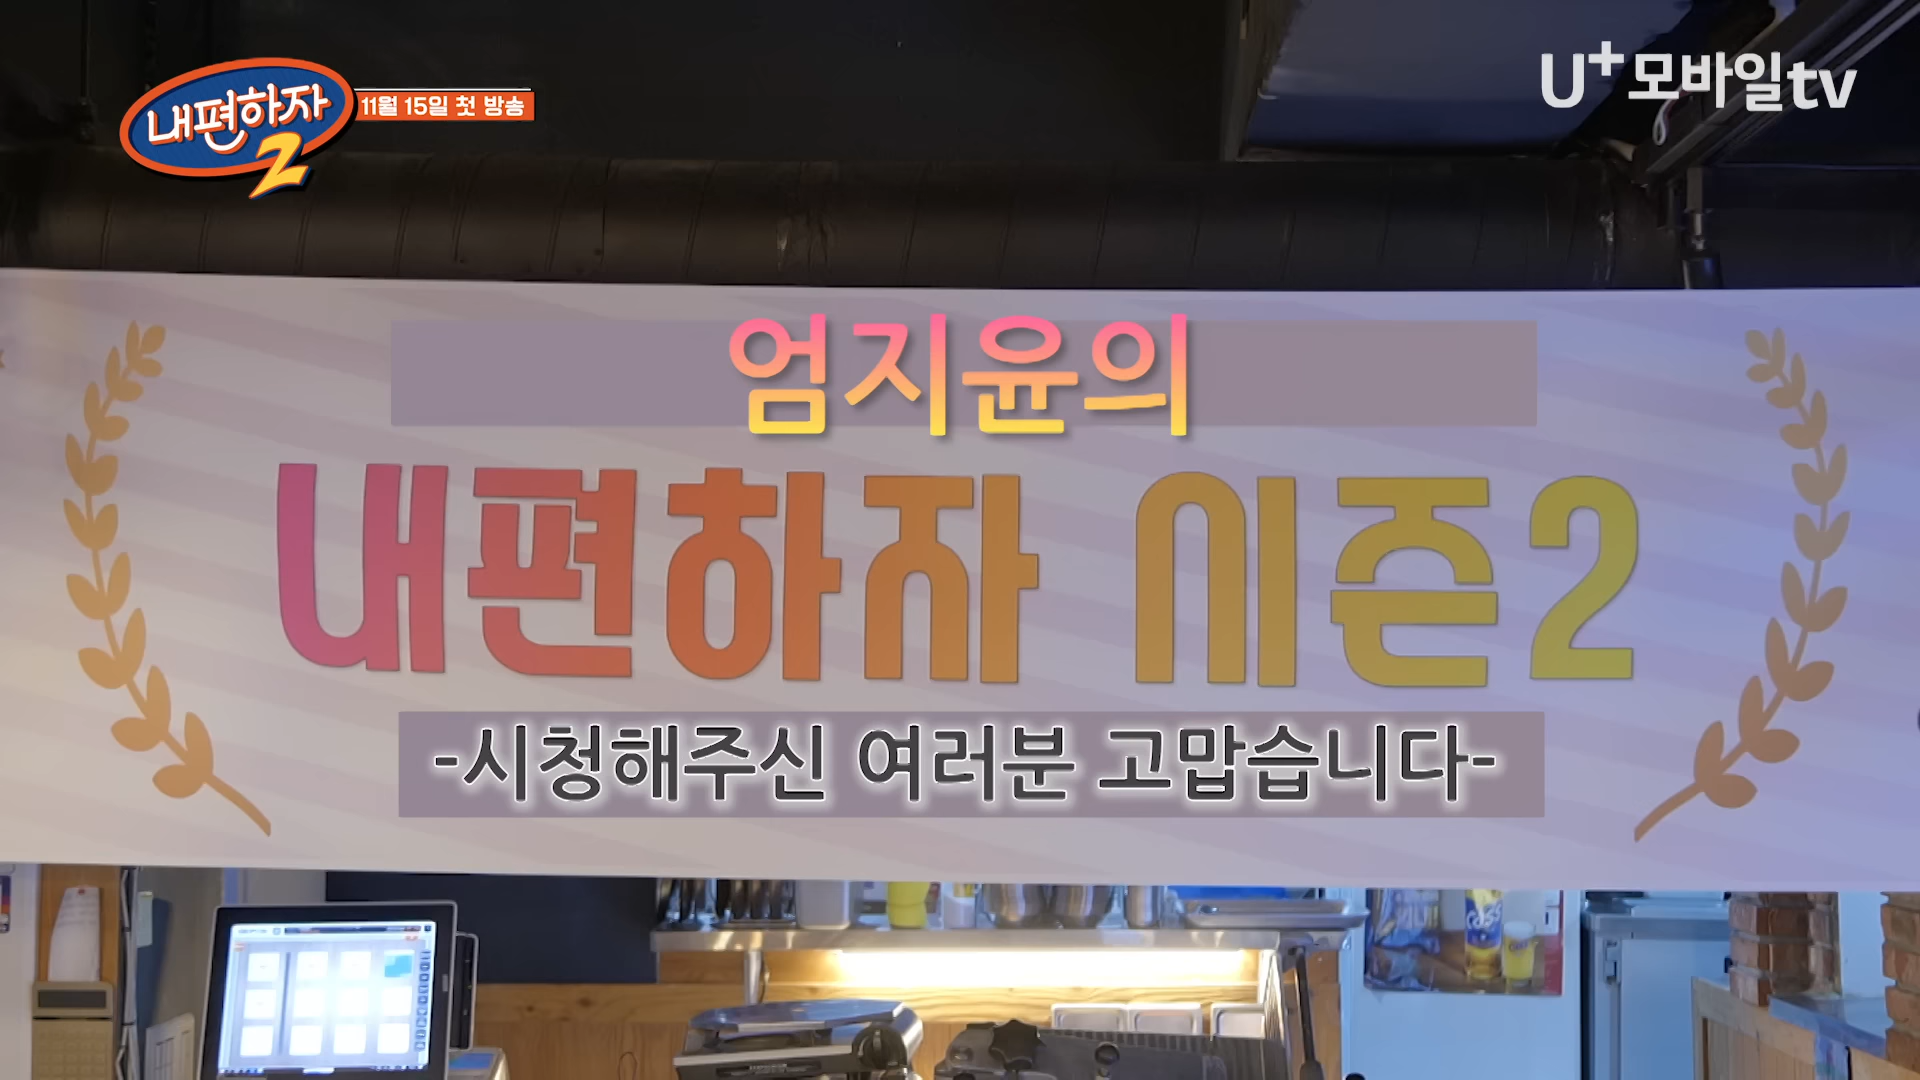 내편하자
2
11월 15일 첫 방송
U+모바일tv
엄지윤의
내편하자 시즌2
-시청해주신 여러분 고맙습니다-
Cass